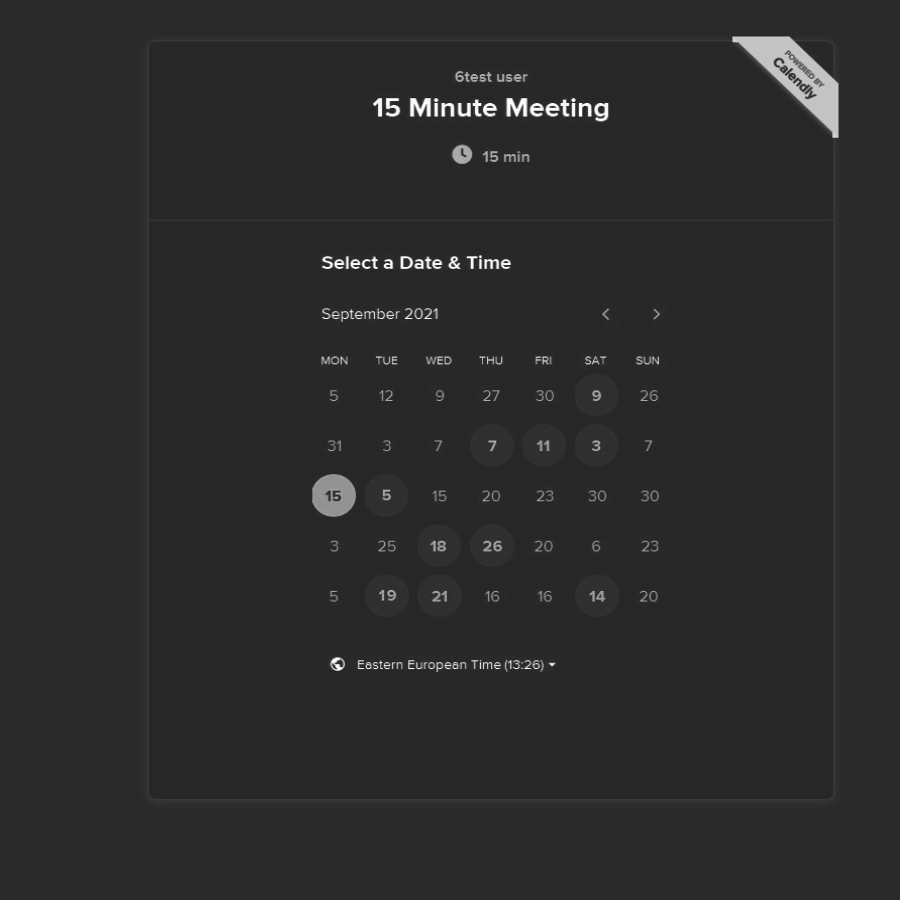 6test user
15 Minute Meeting
15 min
POWERED BY
Calendly
Select a Date & Time
September 2021
MON TUE WED THU FRI SAT SUN
5 12 9 27 30 9 26
31 3 7 7 11 3 7
15 5 15 20 23 30 30
3 25 18 26 20 6 23
5 19 21 16 16 14 20
Eastern European Time (13:26)